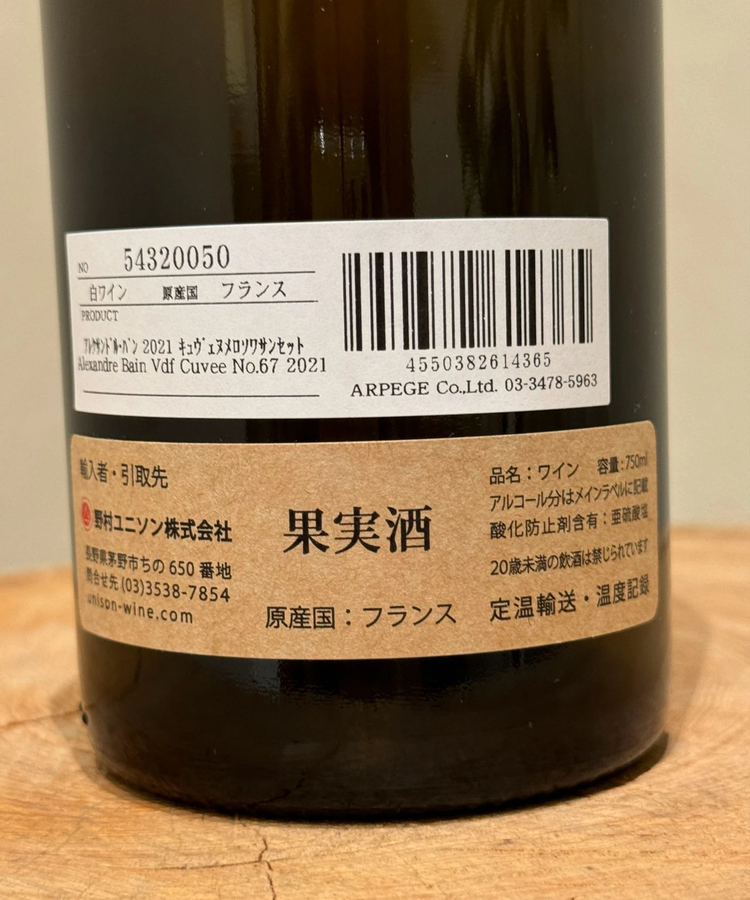 NO 54320050
白ワイン 原産国 フランス
PRODUCT
アレクサンドル・バン 2021 キュヴェヌメロソワサンセット
Alexandre Bain Vdf Cuvee No.67 2021
4550382614365
ARPEGE Co.,Ltd. 03-3478-5963
輸入者・引取先
野村ユニソン株式会社
長野県茅野市ちの 650 番地
問合せ先 (03)3538-7854
unison-wine.com
果実酒
原産国：フランス
品名：ワイン 容量：750ml
アルコール分はメインラベルに記載
酸化防止剤含有：亜硫酸塩
20歳未満の飲酒は禁じられています
定温輸送・温度記録